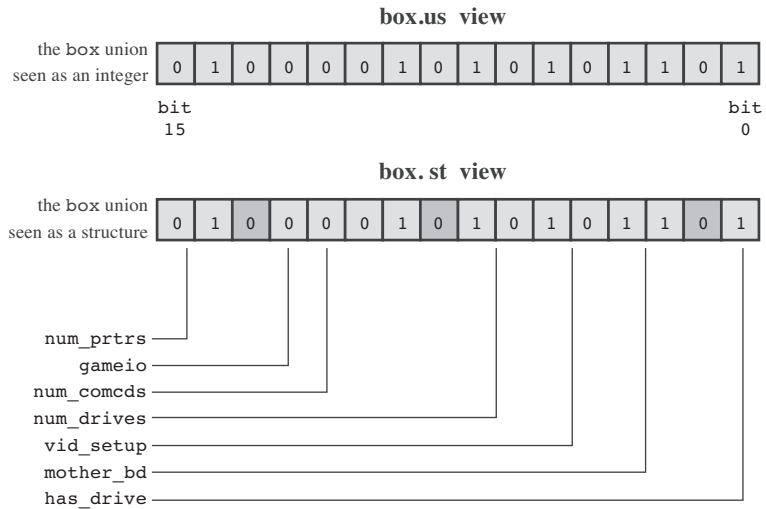 box.us view
the box union
seen as an integer
0 1 0 0 0 0 1 0 1 0 1 0 1 1 0 1
bit bit
15 0
box. st view
the box union
seen as a structure
0 1 0 0 0 0 1 0 1 0 1 0 1 1 0 1
num_prtrs
gameio
num_comcds
num_drives
vid_setup
mother_bd
has_drive